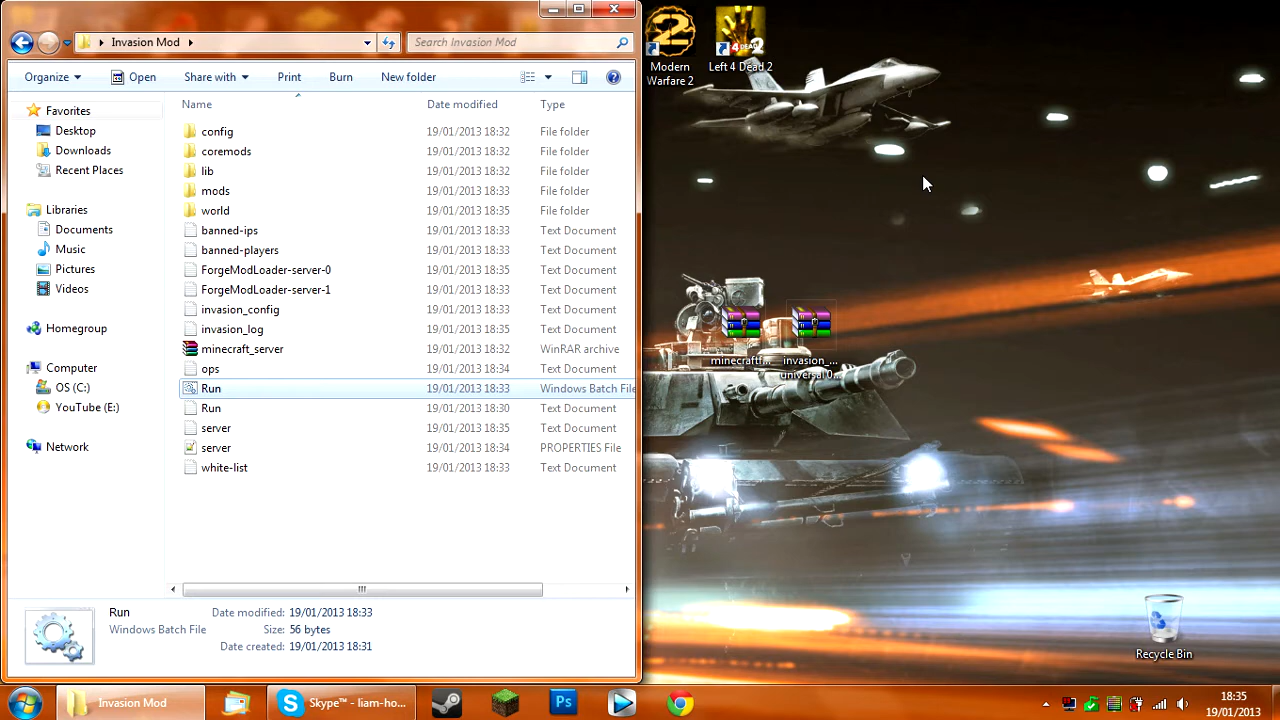 Invasion Mod
Search Invasion Mod
Organize
Open
Share with
Print
Burn
New folder
Name
Date modified
Type
Favorites
Desktop
Downloads
Recent Places
Libraries
Documents
Music
Pictures
Videos
Homegroup
Computer
OS (C:)
YouTube (E:)
Network
config 19/01/2013 18:32 File folder
coremods 19/01/2013 18:32 File folder
lib 19/01/2013 18:32 File folder
mods 19/01/2013 18:33 File folder
world 19/01/2013 18:35 File folder
banned-ips 19/01/2013 18:33 Text Document
banned-players 19/01/2013 18:33 Text Document
ForgeModLoader-server-0 19/01/2013 18:35 Text Document
ForgeModLoader-server-1 19/01/2013 18:33 Text Document
invasion_config 19/01/2013 18:33 Text Document
invasion_log 19/01/2013 18:35 Text Document
minecraft_server 19/01/2013 18:32 WinRAR archive
ops 19/01/2013 18:34 Text Document
Run 19/01/2013 18:33 Windows Batch File
Run 19/01/2013 18:30 Text Document
server 19/01/2013 18:35 Text Document
server 19/01/2013 18:34 PROPERTIES File
white-list 19/01/2013 18:33 Text Document
Run
Windows Batch File
Date modified: 19/01/2013 18:33
Size: 56 bytes
Date created: 19/01/2013 18:31
2
Modern
Warfare 2
4 DEAD 2
Left 4 Dead 2
minecraftf...
invasion_...
universal 0...
Recycle Bin
Invasion Mod
Skype™ - liam-ho...
Ps
18:35
19/01/2013